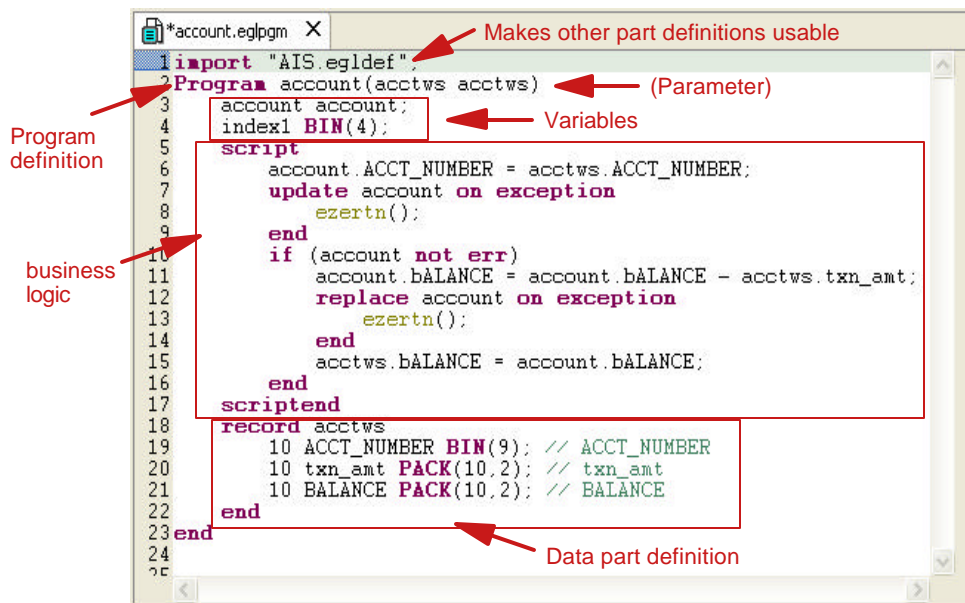 *account.eglpgm X
Makes other part definitions usable
1 import "AIS.egldef";
2 Program account(acctws acctws)
(Parameter)
3 account account;
4 index1 BIN(4);
Variables
Program definition
5 script
6 account.ACCT_NUMBER = acctws.ACCT_NUMBER;
7 update account on exception
8 ezertn();
9 end
10 if (account not err)
business logic
11 account.bALANCE = account.bALANCE - acctws.txn_amt;
12 replace account on exception
13 ezertn();
14 end
15 acctws.bALANCE = account.bALANCE;
16 end
17 scriptend
18 record acctws
19 10 ACCT_NUMBER BIN(9); // ACCT_NUMBER
20 10 txn_amt PACK(10,2); // txn_amt
21 10 BALANCE PACK(10,2); // BALANCE
22 end
23 end
Data part definition
24